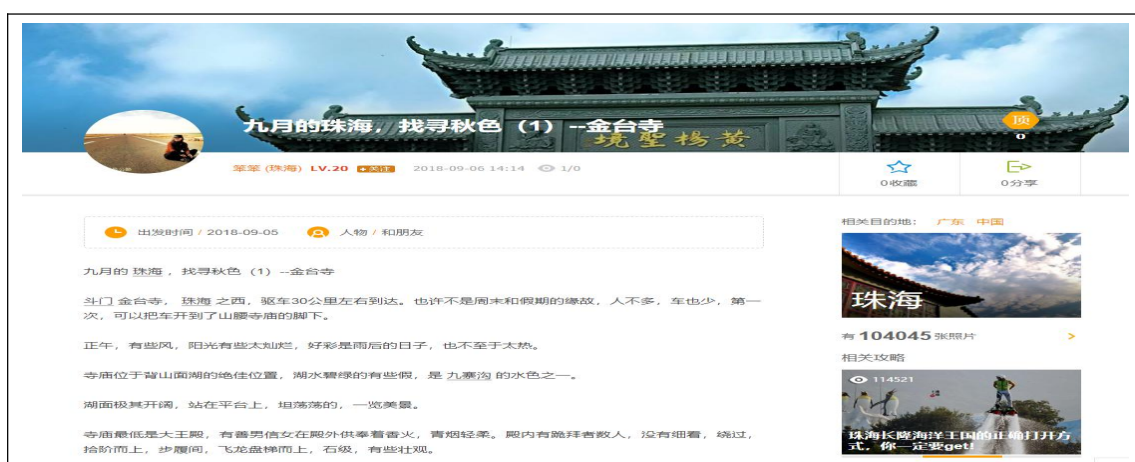 九月的珠海，找寻秋色（1）--金台寺
境聖楊黄
顶
0
笨笨 (珠海) LV.20 +关注 2018-09-06 14:14 1/0
0收藏
0分享
出发时间 / 2018-09-05 人物 / 和朋友
九月的 珠海 ，找寻秋色（1）--金台寺
斗门 金台寺， 珠海 之西，驱车30公里左右到达。也许不是周末和假期的缘故，人不多，车也少，第一
次，可以把车开到了山腰寺庙的脚下。
正午，有些风，阳光有些太灿烂，好彩是雨后的日子，也不至于太热。
寺庙位于背山面湖的绝佳位置，湖水碧绿的有些假，是 九寨沟 的水色之一。
湖面极其开阔，站在平台上，坦荡荡的，一览美景。
寺庙最低是大王殿，有善男信女在殿外供奉着香火，青烟轻柔。殿内有跪拜者数人，没有细看，绕过，
拾阶而上，步履间，飞龙盘梯而上，石级，有些壮观。
相关目的地： 广东 中国
珠海
有104045张照片 >
相关攻略
114521
珠海长隆海洋王国的正确打开方
式，你一定要get!